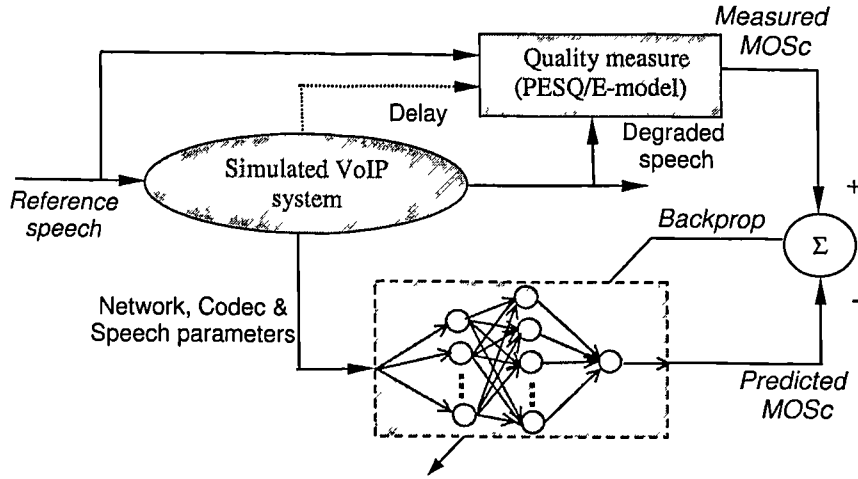 Measured
MOSc
Quality measure
(PESQ/E-model)
Delay
Degraded
speech
Simulated VoIP
system
Reference
speech
+
Backprop
Σ
-
Network, Codec &
Speech parameters
Predicted
MOSc